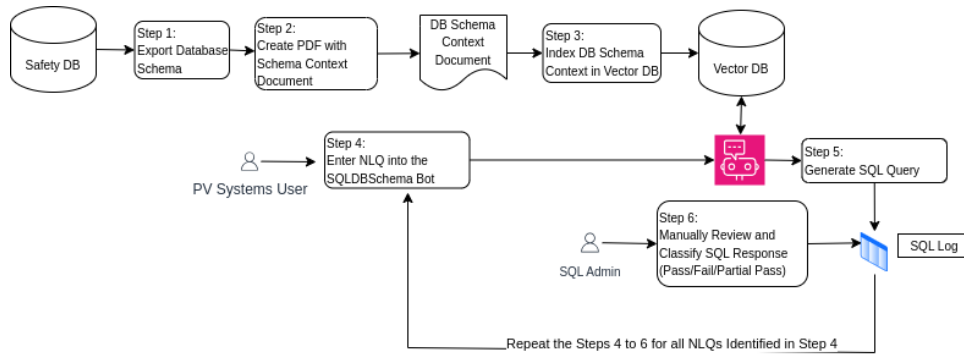 Safety DB
Step 1:
Export Database
Schema
Step 2:
Create PDF with
Schema Context
Document
DB Schema
Context
Document
Step 3:
Index DB Schema
Context in Vector DB
Vector DB
PV Systems User
Step 4:
Enter NLQ into the
SQLDBSchema Bot
Step 5:
Generate SQL Query
SQL Admin
Step 6:
Manually Review and
Classify SQL Response
(Pass/Fail/Partial Pass)
SQL Log
Repeat the Steps 4 to 6 for all NLQs Identified in Step 4